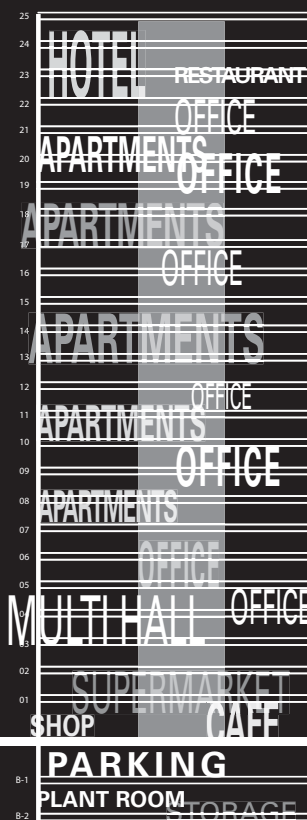 25
24
HOTEL
23
RESTAURANT
22
OFFICE
21
20
APARTMENTS
OFFICE
19
18
APARTMENTS
17
OFFICE
16
15
14
APARTMENTS
13
12
OFFICE
11
APARTMENTS
10
OFFICE
09
08
APARTMENTS
07
06
OFFICE
05
04
MULTI HALL
OFFICE
03
02
SUPERMARKET
01
SHOP
CAFE
PARKING
B-1
PLANT ROOM
STORAGE
B-2